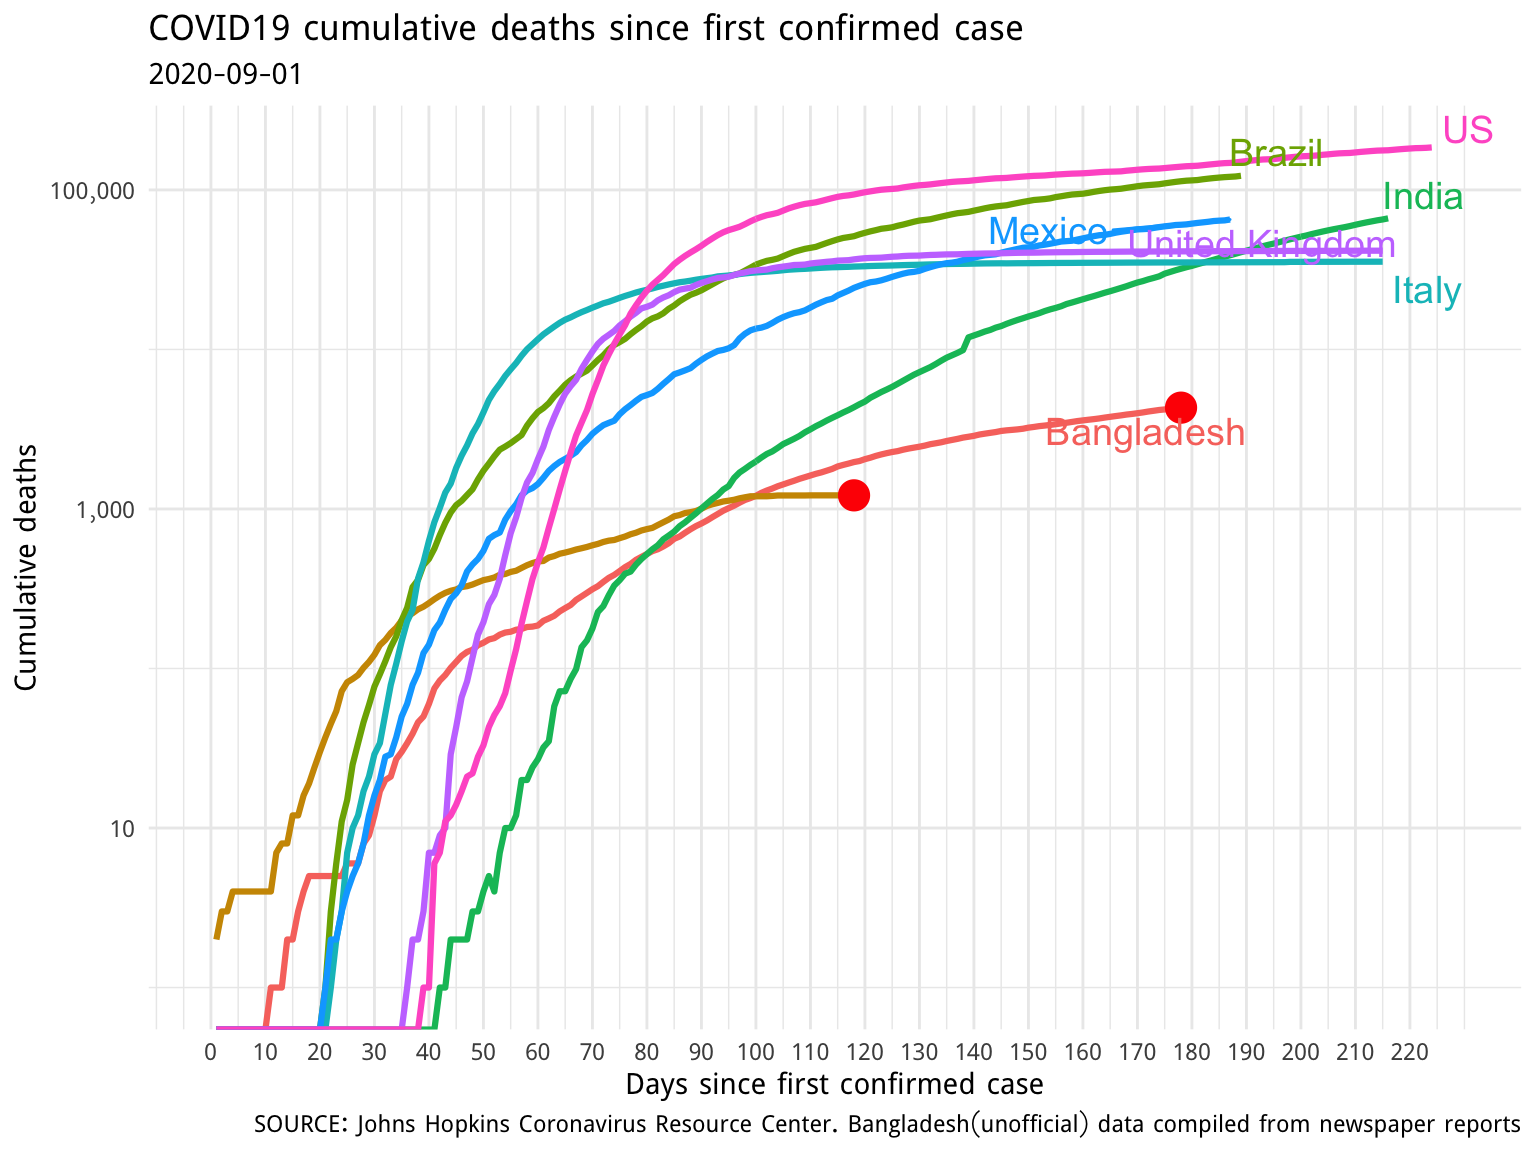 COVID19 cumulative deaths since first confirmed case
2020-09-01
US
Brazil
100,000
India
Mexico
United Kingdom
Italy
Bangladesh
1,000
10
Cumulative deaths
0 10 20 30 40 50 60 70 80 90 100 110 120 130 140 150 160 170 180 190 200 210 220
Days since first confirmed case
SOURCE: Johns Hopkins Coronavirus Resource Center. Bangladesh(unofficial) data compiled from newspaper reports